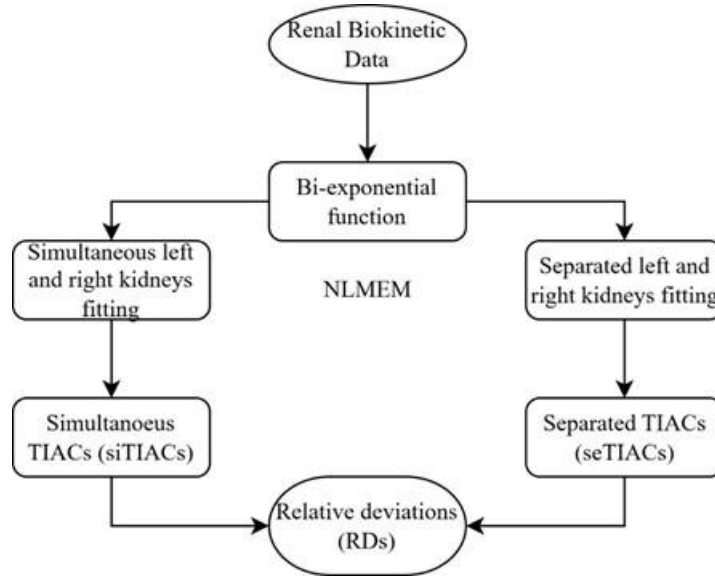 Renal Biokinetic
Data
Bi-exponential
function
Simultaneous left
and right kidneys
fitting
NLMEM
Separated left and
right kidneys fitting
Simultanoeus
TIACs (siTIACs)
Separated TIACs
(seTIACs)
Relative deviations
(RDs)